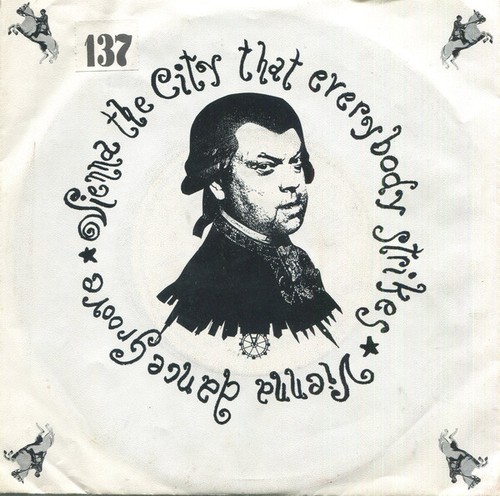 137
Vienna the City that everybody strikes ★
Vienna dance Groove ★